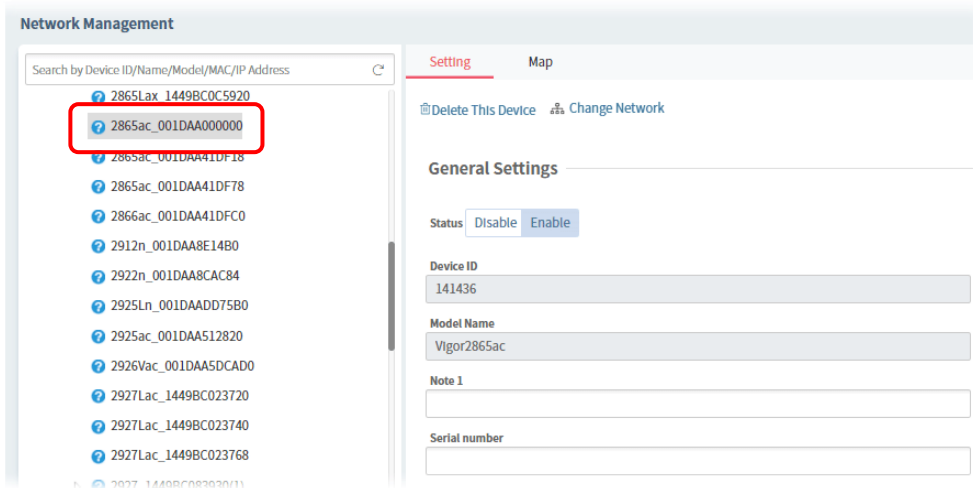 Network Management
Search by Device ID/Name/Model/MAC/IP Address
2865Lax_1449BC0C5920
2865ac_001DAA000000
2865ac_001DAA41DF18
2865ac_001DAA41DF78
2866ac_001DAA41DFC0
2912n_001DAA8E14B0
2922n_001DAA8CAC84
2925Ln_001DAADD75B0
2925ac_001DAA512820
2926Vac_001DAA5DCAD0
2927Lac_1449BC023720
2927Lac_1449BC023740
2927Lac_1449BC023768
2927_1449BC083930(1)
Setting Map
Delete This Device Change Network
General Settings
Status Disable Enable
Device ID
141436
Model Name
Vigor2865ac
Note 1
Serial number